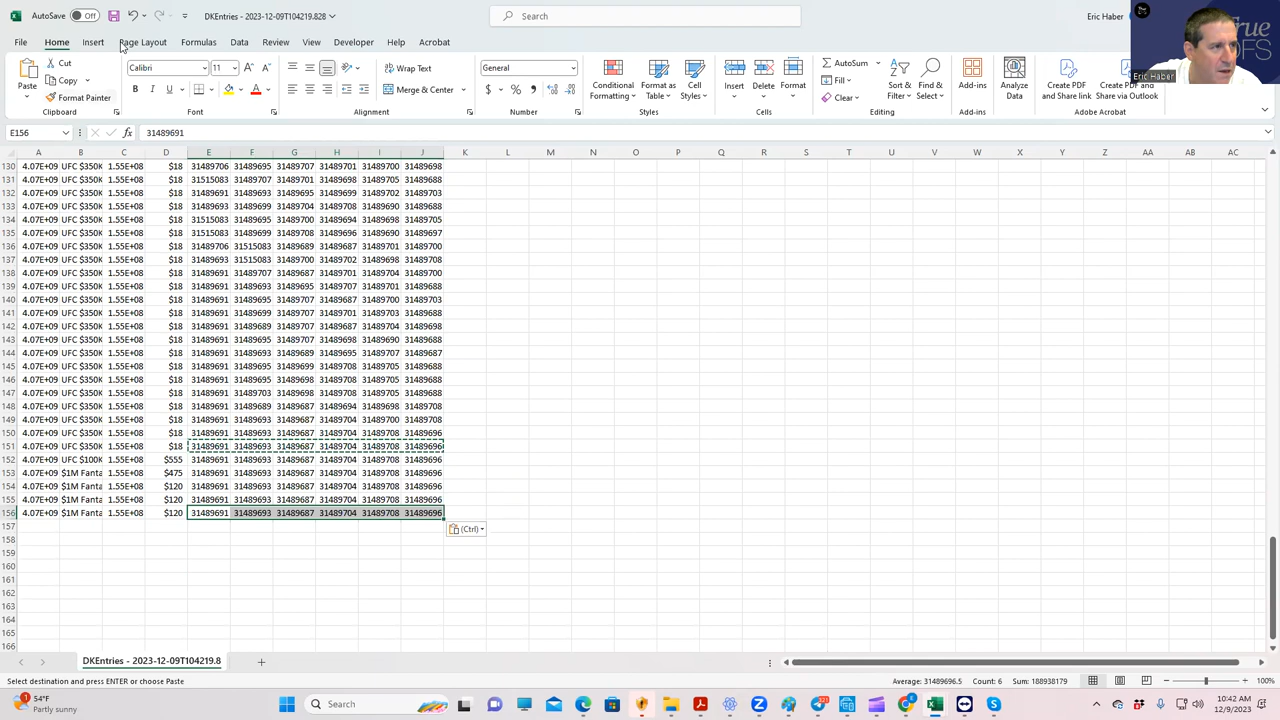 AutoSave Off DKEntries - 2023-12-09T104219.828 Search Eric Haber
File Home Insert Page Layout Formulas Data Review View Developer Help Acrobat
Cut Calibri 11 Wrap Text General AutoSum
Paste Copy Format Painter Merge & Center Conditional Formatting Format as Table Cell Styles Insert Delete Format Fill Clear Sort & Filter Find & Select Add-ins Analyze Data Create PDF and Share link Create PDF and Share via Outlook
Clipboard Font Alignment Number Styles Cells Editing Add-ins Adobe Acrobat
True
DFS
Eric Haber
E156 31489691
A B C D E F G H I J K L M N O P Q R S T U V W X Y Z AA AB AC
130 4.07E+09 UFC $350K 1.55E+08 $18 31489706 31489695 31489707 31489701 31489700 31489698
131 4.07E+09 UFC $350K 1.55E+08 $18 31515083 31489707 31489701 31489698 31489705 31489688
132 4.07E+09 UFC $350K 1.55E+08 $18 31489691 31489693 31489695 31489699 31489702 31489703
133 4.07E+09 UFC $350K 1.55E+08 $18 31489693 31489699 31489704 31489708 31489690 31489688
134 4.07E+09 UFC $350K 1.55E+08 $18 31515083 31489695 31489700 31489694 31489698 31489705
135 4.07E+09 UFC $350K 1.55E+08 $18 31515083 31489699 31489708 31489696 31489690 31489697
136 4.07E+09 UFC $350K 1.55E+08 $18 31489706 31515083 31489689 31489687 31489701 31489700
137 4.07E+09 UFC $350K 1.55E+08 $18 31489693 31515083 31489700 31489702 31489698 31489708
138 4.07E+09 UFC $350K 1.55E+08 $18 31489691 31489707 31489687 31489701 31489704 31489700
139 4.07E+09 UFC $350K 1.55E+08 $18 31489691 31489693 31489695 31489707 31489701 31489688
140 4.07E+09 UFC $350K 1.55E+08 $18 31489691 31489695 31489707 31489687 31489700 31489703
141 4.07E+09 UFC $350K 1.55E+08 $18 31489691 31489699 31489707 31489701 31489703 31489688
142 4.07E+09 UFC $350K 1.55E+08 $18 31489691 31489689 31489707 31489687 31489704 31489698
143 4.07E+09 UFC $350K 1.55E+08 $18 31489691 31489695 31489707 31489698 31489690 31489688
144 4.07E+09 UFC $350K 1.55E+08 $18 31489691 31489693 31489689 31489695 31489707 31489687
145 4.07E+09 UFC $350K 1.55E+08 $18 31489691 31489695 31489699 31489708 31489705 31489688
146 4.07E+09 UFC $350K 1.55E+08 $18 31489691 31489695 31489698 31489708 31489705 31489688
147 4.07E+09 UFC $350K 1.55E+08 $18 31489691 31489703 31489698 31489708 31489705 31489688
148 4.07E+09 UFC $350K 1.55E+08 $18 31489691 31489689 31489687 31489694 31489698 31489708
149 4.07E+09 UFC $350K 1.55E+08 $18 31489691 31489693 31489687 31489704 31489700 31489708
150 4.07E+09 UFC $350K 1.55E+08 $18 31489691 31489693 31489687 31489704 31489708 31489696
151 4.07E+09 UFC $350K 1.55E+08 $18 31489691 31489693 31489687 31489704 31489708 31489696
152 4.07E+09 UFC $100K 1.55E+08 $555 31489691 31489693 31489687 31489704 31489708 31489696
153 4.07E+09 $1M Fanta 1.55E+08 $475 31489691 31489693 31489687 31489704 31489708 31489696
154 4.07E+09 $1M Fanta 1.55E+08 $120 31489691 31489693 31489687 31489704 31489708 31489696
155 4.07E+09 $1M Fanta 1.55E+08 $120 31489691 31489693 31489687 31489704 31489708 31489696
156 4.07E+09 $1M Fanta 1.55E+08 $120 31489691 31489693 31489687 31489704 31489708 31489696
157 (Ctrl)
158
159
160
161
162
163
164
165
166
DKEntries - 2023-12-09T104219.8
Select destination and press ENTER or choose Paste Average: 31489696.5 Count: 6 Sum: 188938179 100%
54°F Partly sunny Search 10:42 AM 12/9/2023